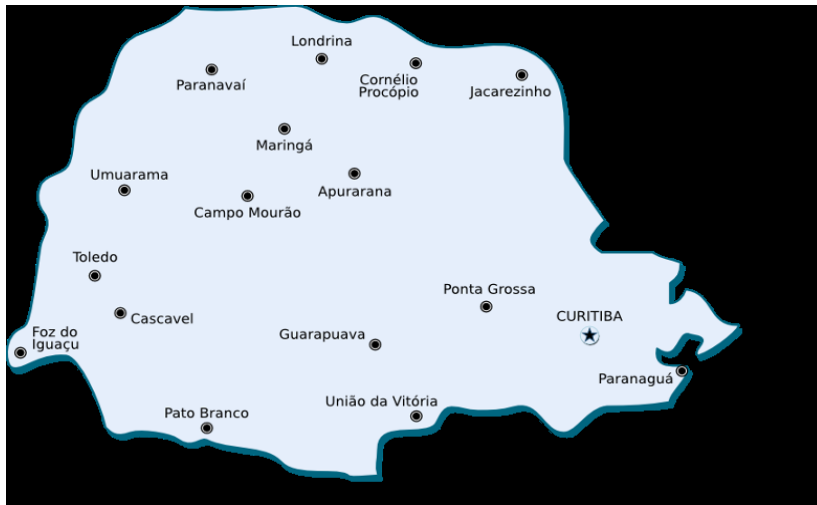 Londrina
Paranavaí
Cornélio
Procópio
Jacarezinho
Maringá
Umuarama
Apurarana
Campo Mourão
Toledo
Ponta Grossa
CURITIBA
Cascavel
Foz do
Iguaçu
Guarapuava
Paranaguá
União da Vitória
Pato Branco